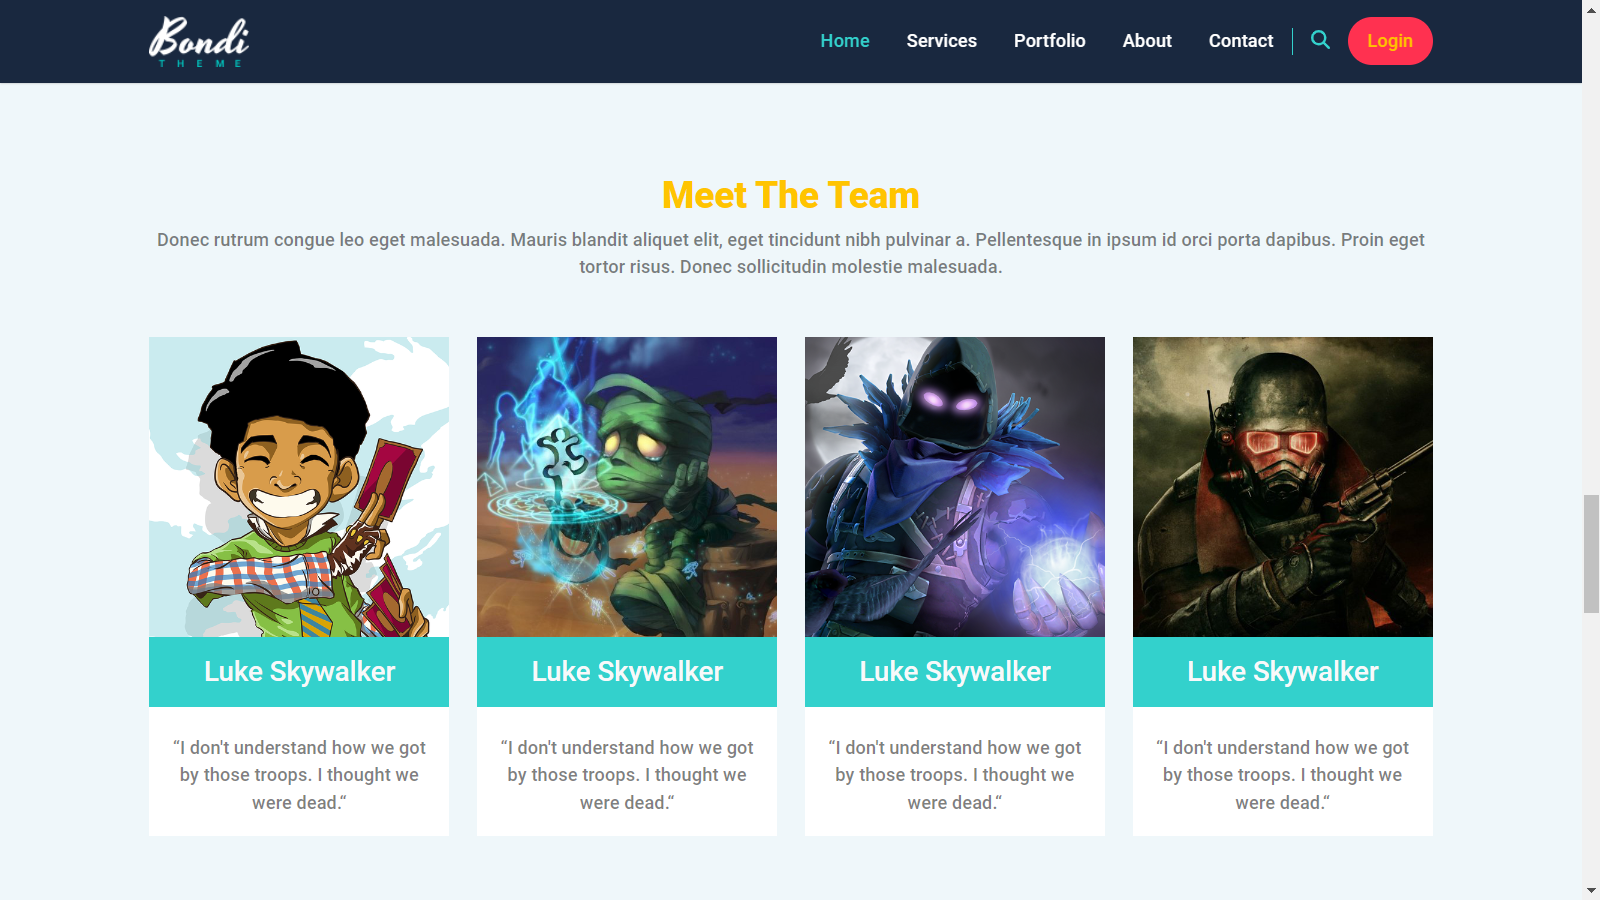 Bondi
THEME
Home Services Portfolio About Contact Login
Meet The Team
Donec rutrum congue leo eget malesuada. Mauris blandit aliquet elit, eget tincidunt nibh pulvinar a. Pellentesque in ipsum id orci porta dapibus. Proin eget
tortor risus. Donec sollicitudin molestie malesuada.
Luke Skywalker
“I don't understand how we got
by those troops. I thought we
were dead.“
Luke Skywalker
“I don't understand how we got
by those troops. I thought we
were dead.“
Luke Skywalker
“I don't understand how we got
by those troops. I thought we
were dead.“
Luke Skywalker
“I don't understand how we got
by those troops. I thought we
were dead.“